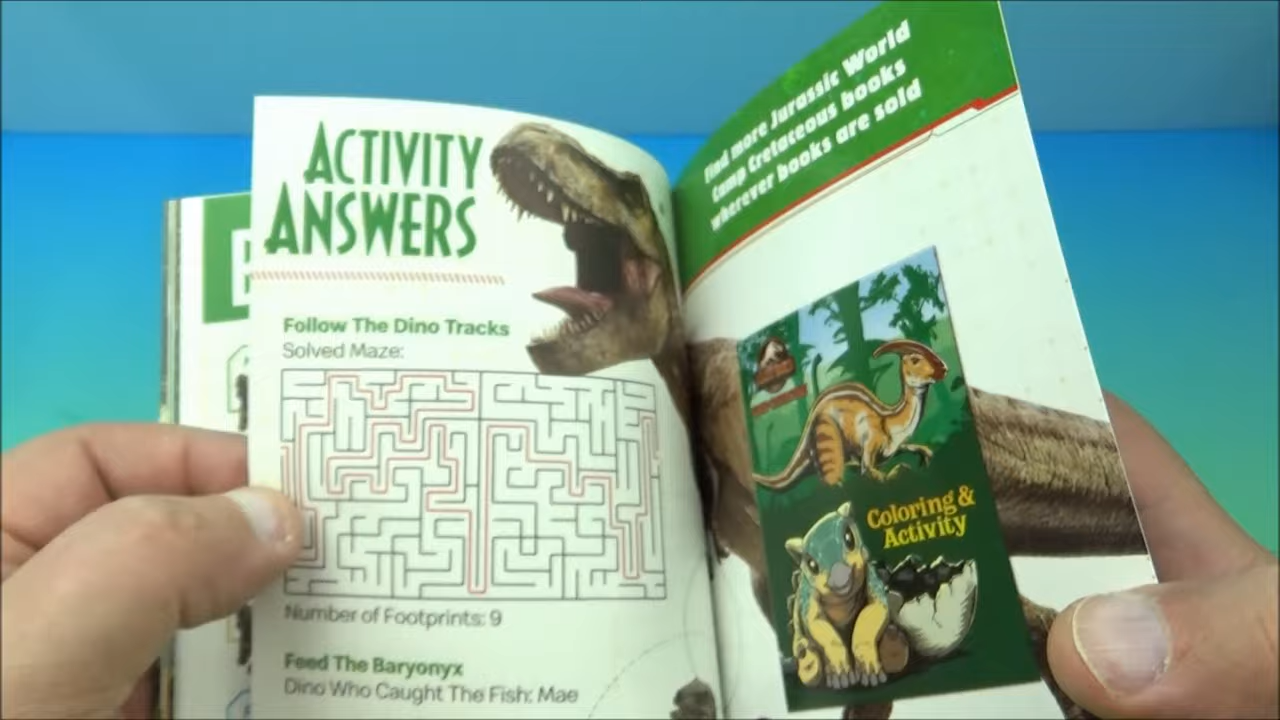 ACTIVITY
ANSWERS
Follow The Dino Tracks
Solved Maze:
Number of Footprints: 9
Feed The Baryonyx
Dino Who Caught The Fish: Mae
find more Jurassic World
Camp Cretaceous books
wherever books are sold
Coloring &
Activity